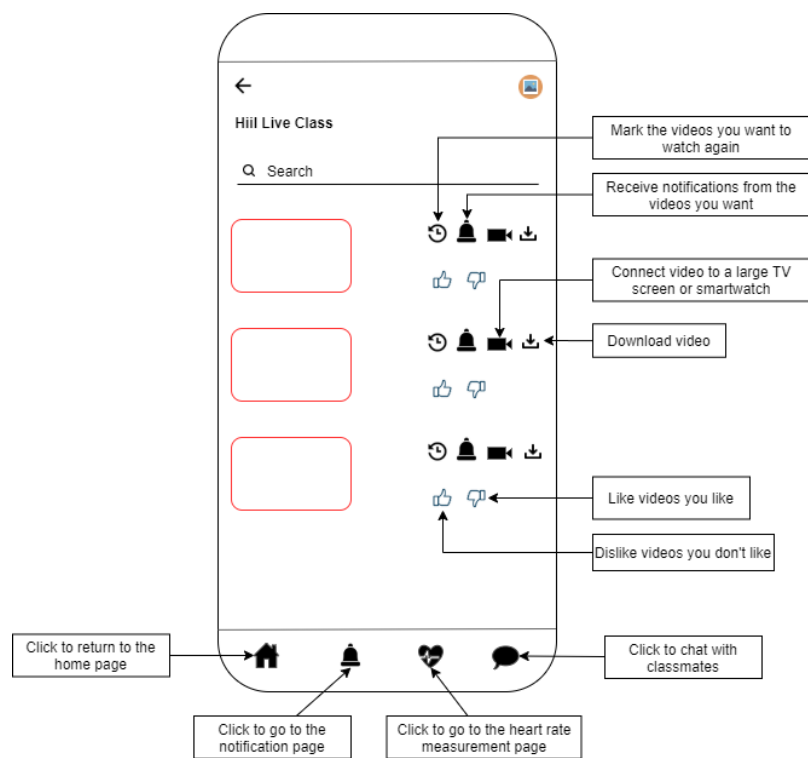 Hiil Live Class
Mark the videos you want to
watch again
Search
Receive notifications from the
videos you want
Connect video to a large TV
screen or smartwatch
Download video
Like videos you like
Dislike videos you don't like
Click to return to the
home page
Click to chat with
classmates
Click to go to the
notification page
Click to go to the heart rate
measurement page